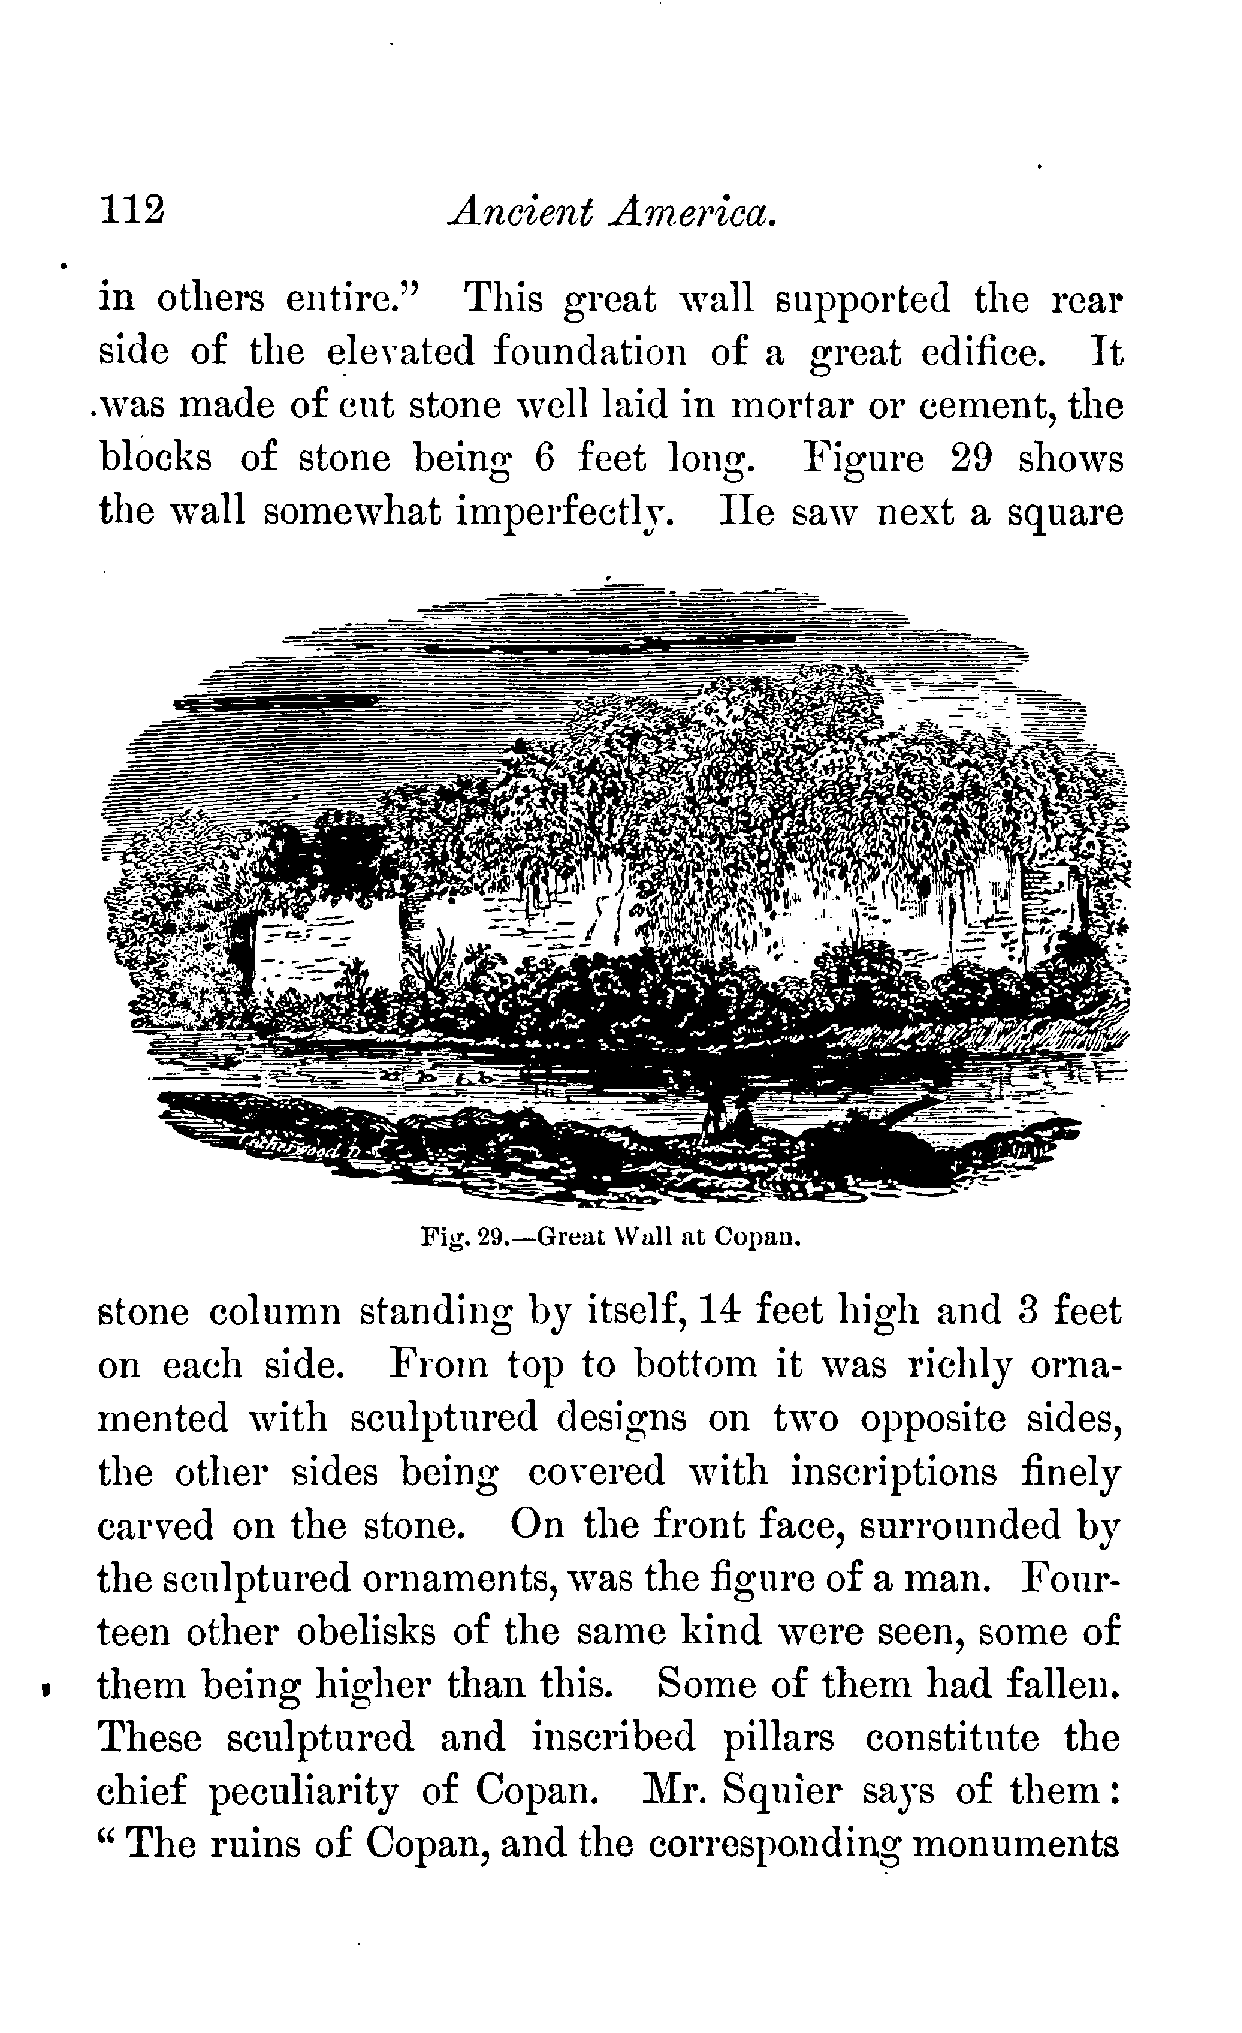 112 Ancient America.
in others entire.” This great wall supported the rear
side of the elevated foundation of a great edifice. It
was made of cut stone well laid in mortar or cement, the
blocks of stone being 6 feet long. Figure 29 shows
the wall somewhat imperfectly. He saw next a square
Catherwood D
Fig. 29.—Great Wall at Copan.
stone column standing by itself, 14 feet high and 3 feet
on each side. From top to bottom it was richly orna-
mented with sculptured designs on two opposite sides,
the other sides being covered with inscriptions finely
carved on the stone. On the front face, surrounded by
the sculptured ornaments, was the figure of a man. Four-
teen other obelisks of the same kind were seen, some of
them being higher than this. Some of them had fallen.
These sculptured and inscribed pillars constitute the
chief peculiarity of Copan. Mr. Squier says of them:
“The ruins of Copan, and the corresponding monuments